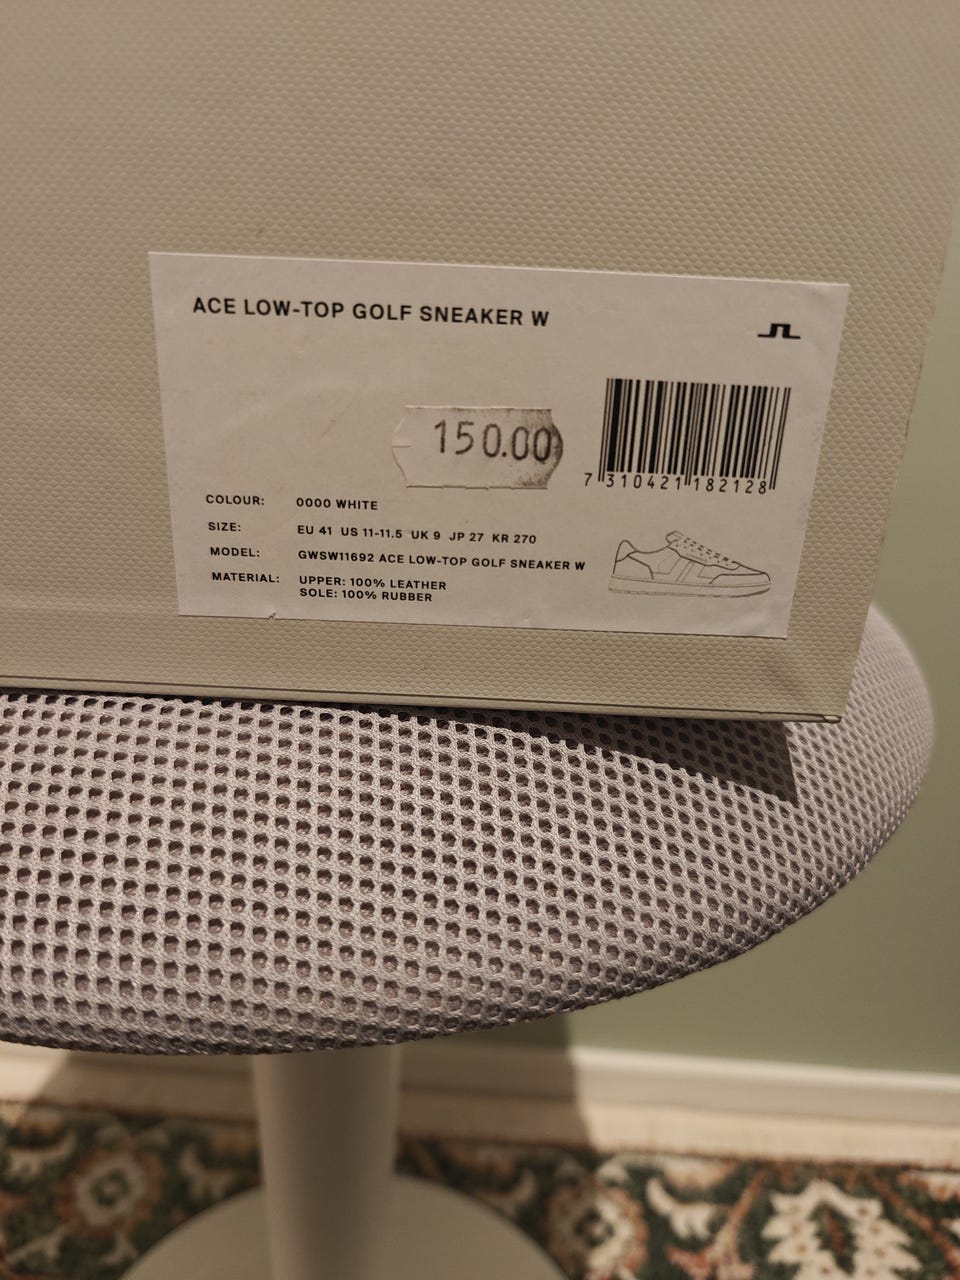 ACE LOW-TOP GOLF SNEAKER W
150.00
7 310421 182128
COLOUR: 0000 WHITE
SIZE: EU 41 US 11-11.5 UK 9 JP 27 KR 270
MODEL: GWSW11692 ACE LOW-TOP GOLF SNEAKER W
MATERIAL: UPPER: 100% LEATHER
SOLE: 100% RUBBER